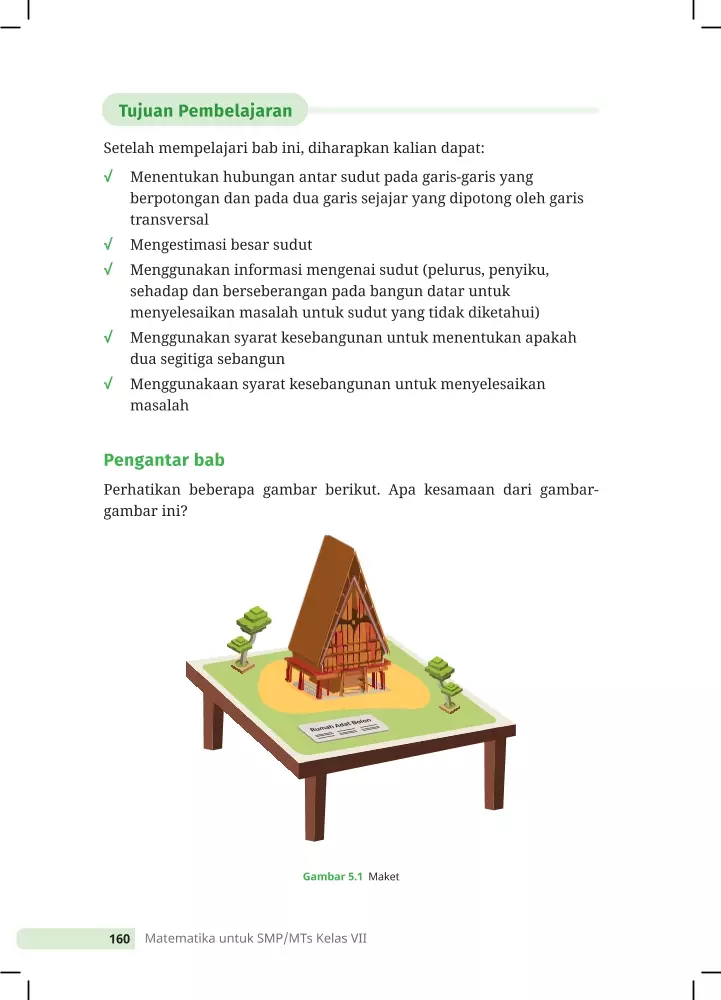 Tujuan Pembelajaran
Setelah mempelajari bab ini, diharapkan kalian dapat:
√ Menentukan hubungan antar sudut pada garis-garis yang
berpotongan dan pada dua garis sejajar yang dipotong oleh garis
transversal
√ Mengestimasi besar sudut
√ Menggunakan informasi mengenai sudut (pelurus, penyiku,
sehadap dan berseberangan pada bangun datar untuk
menyelesaikan masalah untuk sudut yang tidak diketahui)
√ Menggunakan syarat kesebangunan untuk menentukan apakah
dua segitiga sebangun
√ Menggunakaan syarat kesebangunan untuk menyelesaikan
masalah
Pengantar bab
Perhatikan beberapa gambar berikut. Apa kesamaan dari gambar-
gambar ini?
Rumah Adat Bolon
Gambar 5.1 Maket
160 Matematika untuk SMP/MTs Kelas VII